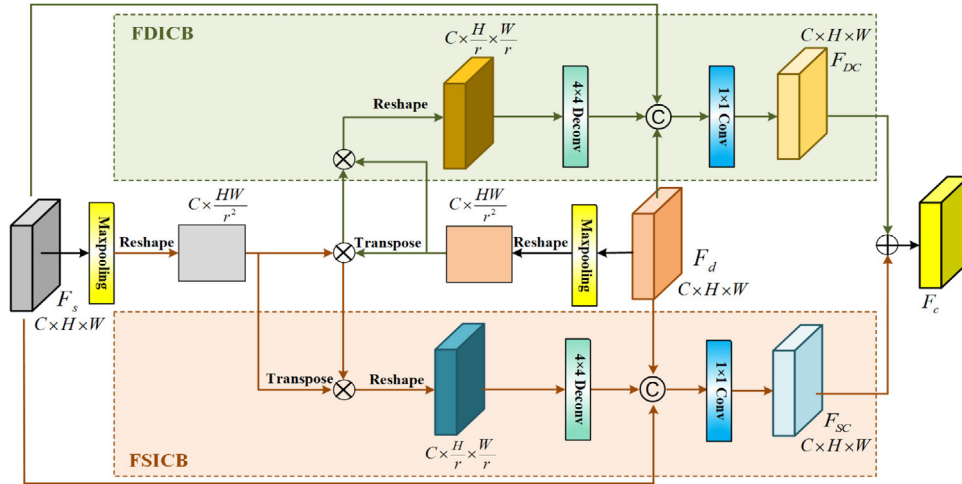 FDICB
C × H/r × W/r
C×H×W
F_DC
Reshape
4×4 Deconv
C
1×1 Conv
C × HW/r²
C × HW/r²
Maxpooling
Reshape
Transpose
Reshape
Maxpooling
F_s
C×H×W
F_d
C×H×W
F_c
Transpose
Reshape
4×4 Deconv
C
1×1 Conv
F_SC
C×H×W
C × H/r × W/r
FSICB